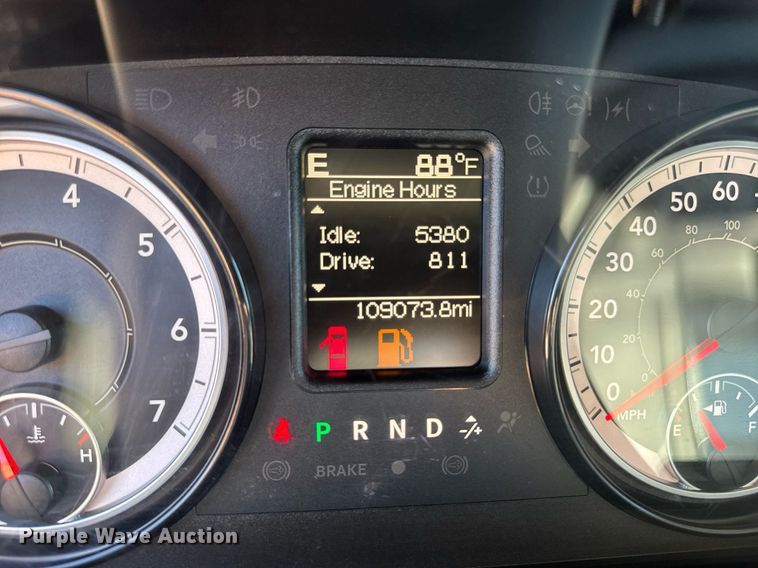 E 88°F
Engine Hours
Idle: 5380
Drive: 811
109073.8mi
P R N D -/+
BRAKE
4
5
6
7
H
0
10
20
30
40
50
60
0
20
40
60
80
100
MPH
E F
Purple Wave Auction